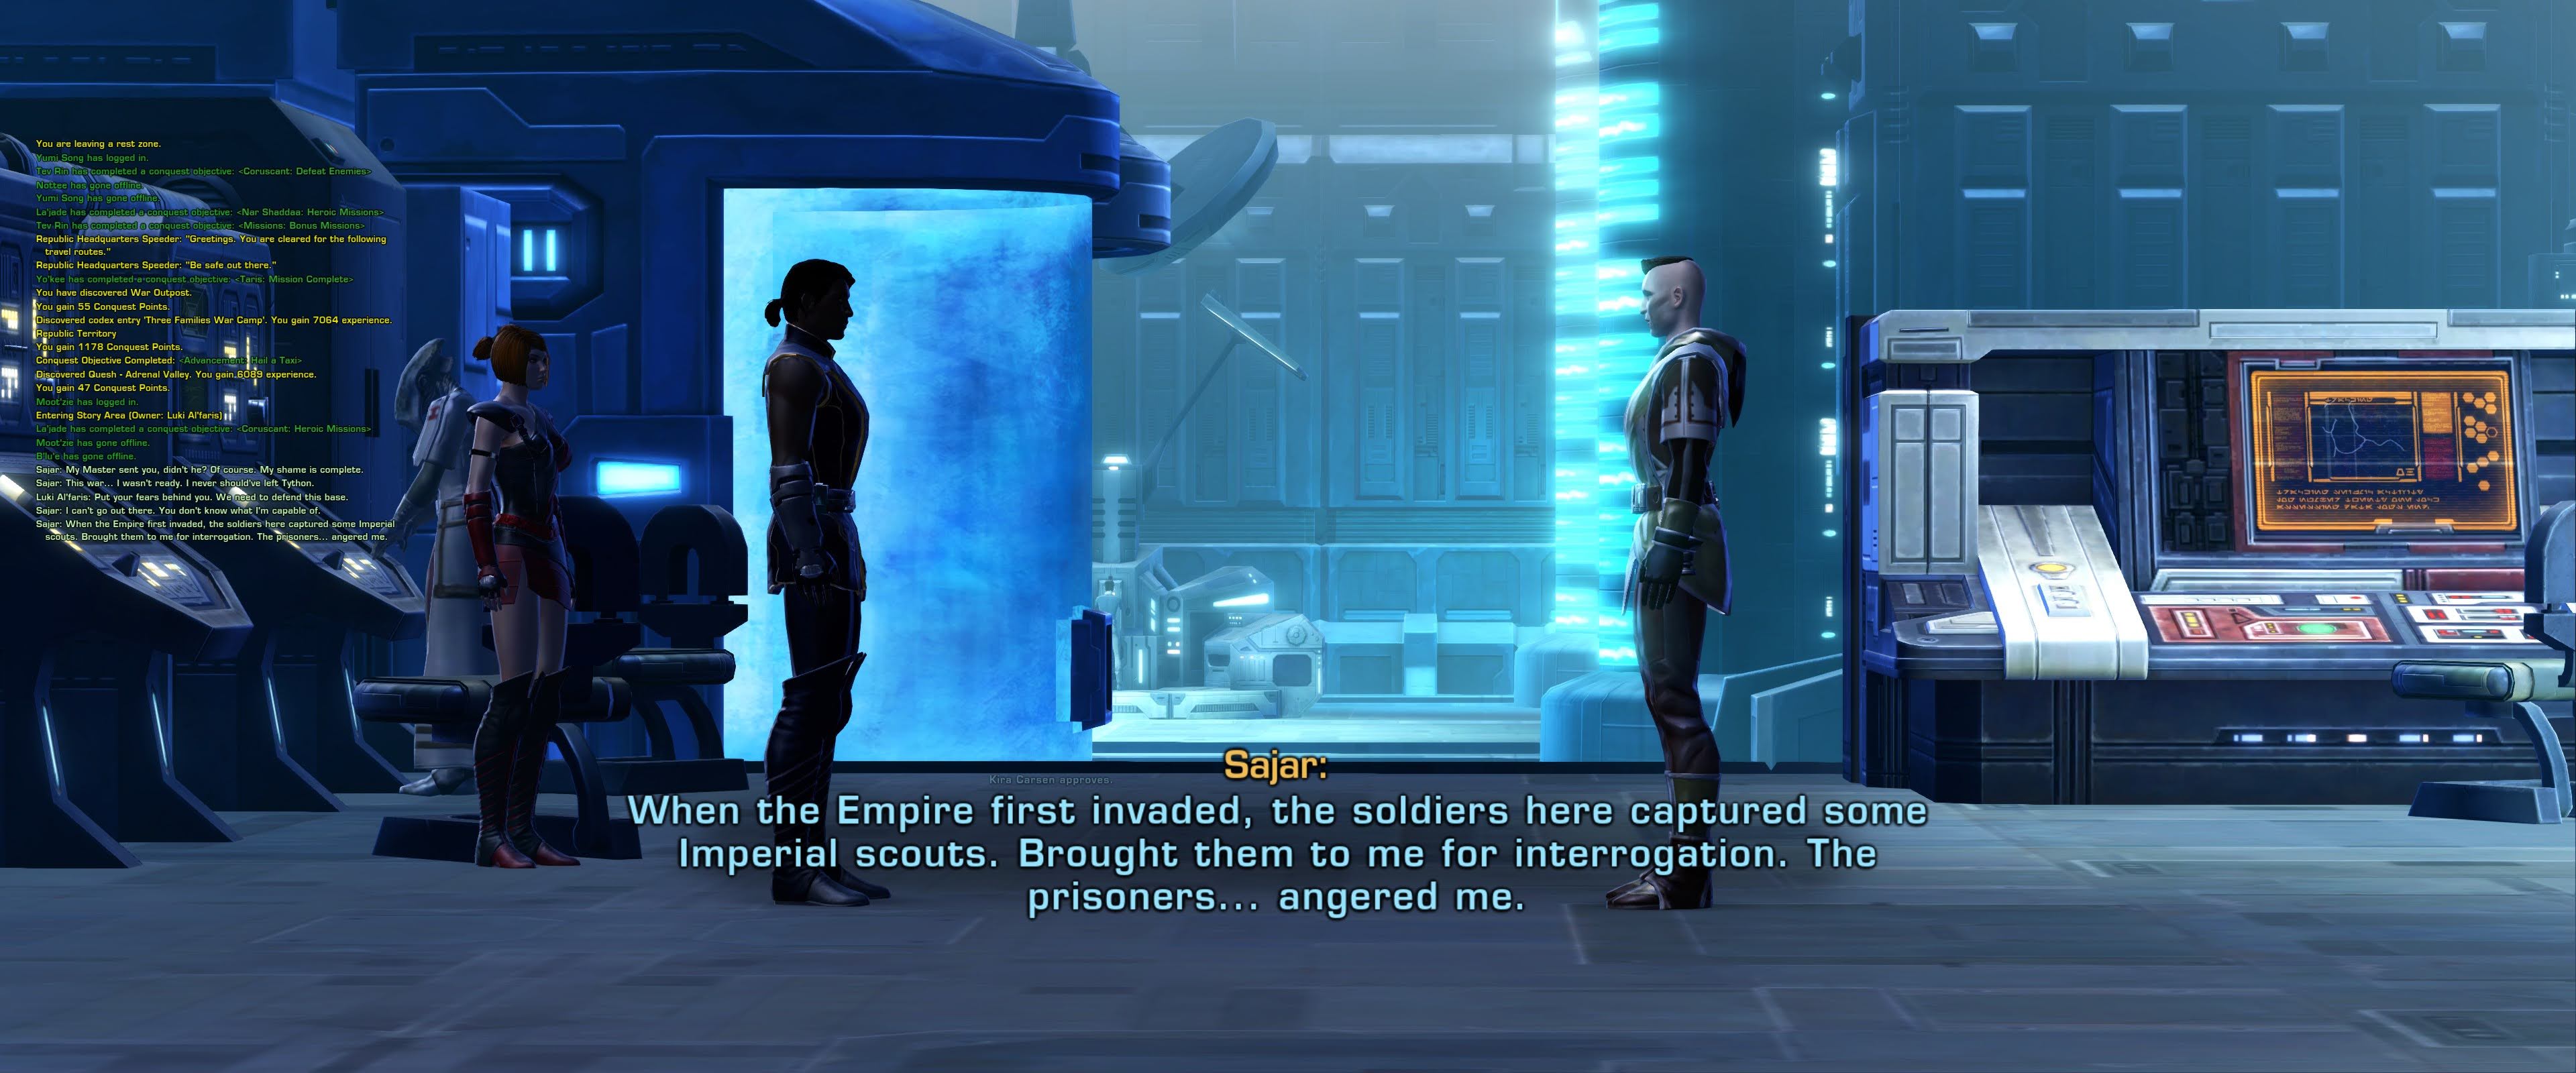 You are leaving a rest zone.
Yumi Song has logged in.
Tev Rin has completed a conquest objective: <Coruscant: Defeat Enemies>
Nottee has gone offline.
Yumi Song has gone offline.
La'jade has completed a conquest objective: <Nar Shaddaa: Heroic Missions>
Tev Rin has completed a conquest objective: <Missions: Bonus Missions>
Republic Headquarters Speeder: "Greetings. You are cleared for the following
travel routes."
Republic Headquarters Speeder: "Be safe out there."
Yo'kee has completed a conquest objective: <Taris: Mission Complete>
You have discovered War Outpost.
You gain 55 Conquest Points.
Discovered codex entry 'Three Families War Camp'. You gain 7064 experience.
Republic Territory
You gain 1178 Conquest Points.
Conquest Objective Completed: <Advancement: Hail a Taxi>
Discovered Quesh - Adrenal Valley. You gain 6089 experience.
You gain 47 Conquest Points.
Moot'zie has logged in.
Entering Story Area (Owner: Luki Al'faris)
La'jade has completed a conquest objective: <Coruscant: Heroic Missions>
Moot'zie has gone offline.
has gone offline.
Sajar: My Master sent you, didn't he? Of course. My shame is complete.
Sajar: This war... I wasn't ready. I never should've left Tython.
Luki Al'faris: Put your fears behind you. We need to defend this base.
Sajar: I can't go out there. You don't know what I'm capable of.
Sajar: When the Empire first invaded, the soldiers here captured some Imperial
scouts. Brought them to me for interrogation. The prisoners... angered me.
Kira Carsen approves.
Sajar:
When the Empire first invaded, the soldiers here captured some
Imperial scouts. Brought them to me for interrogation. The
prisoners... angered me.